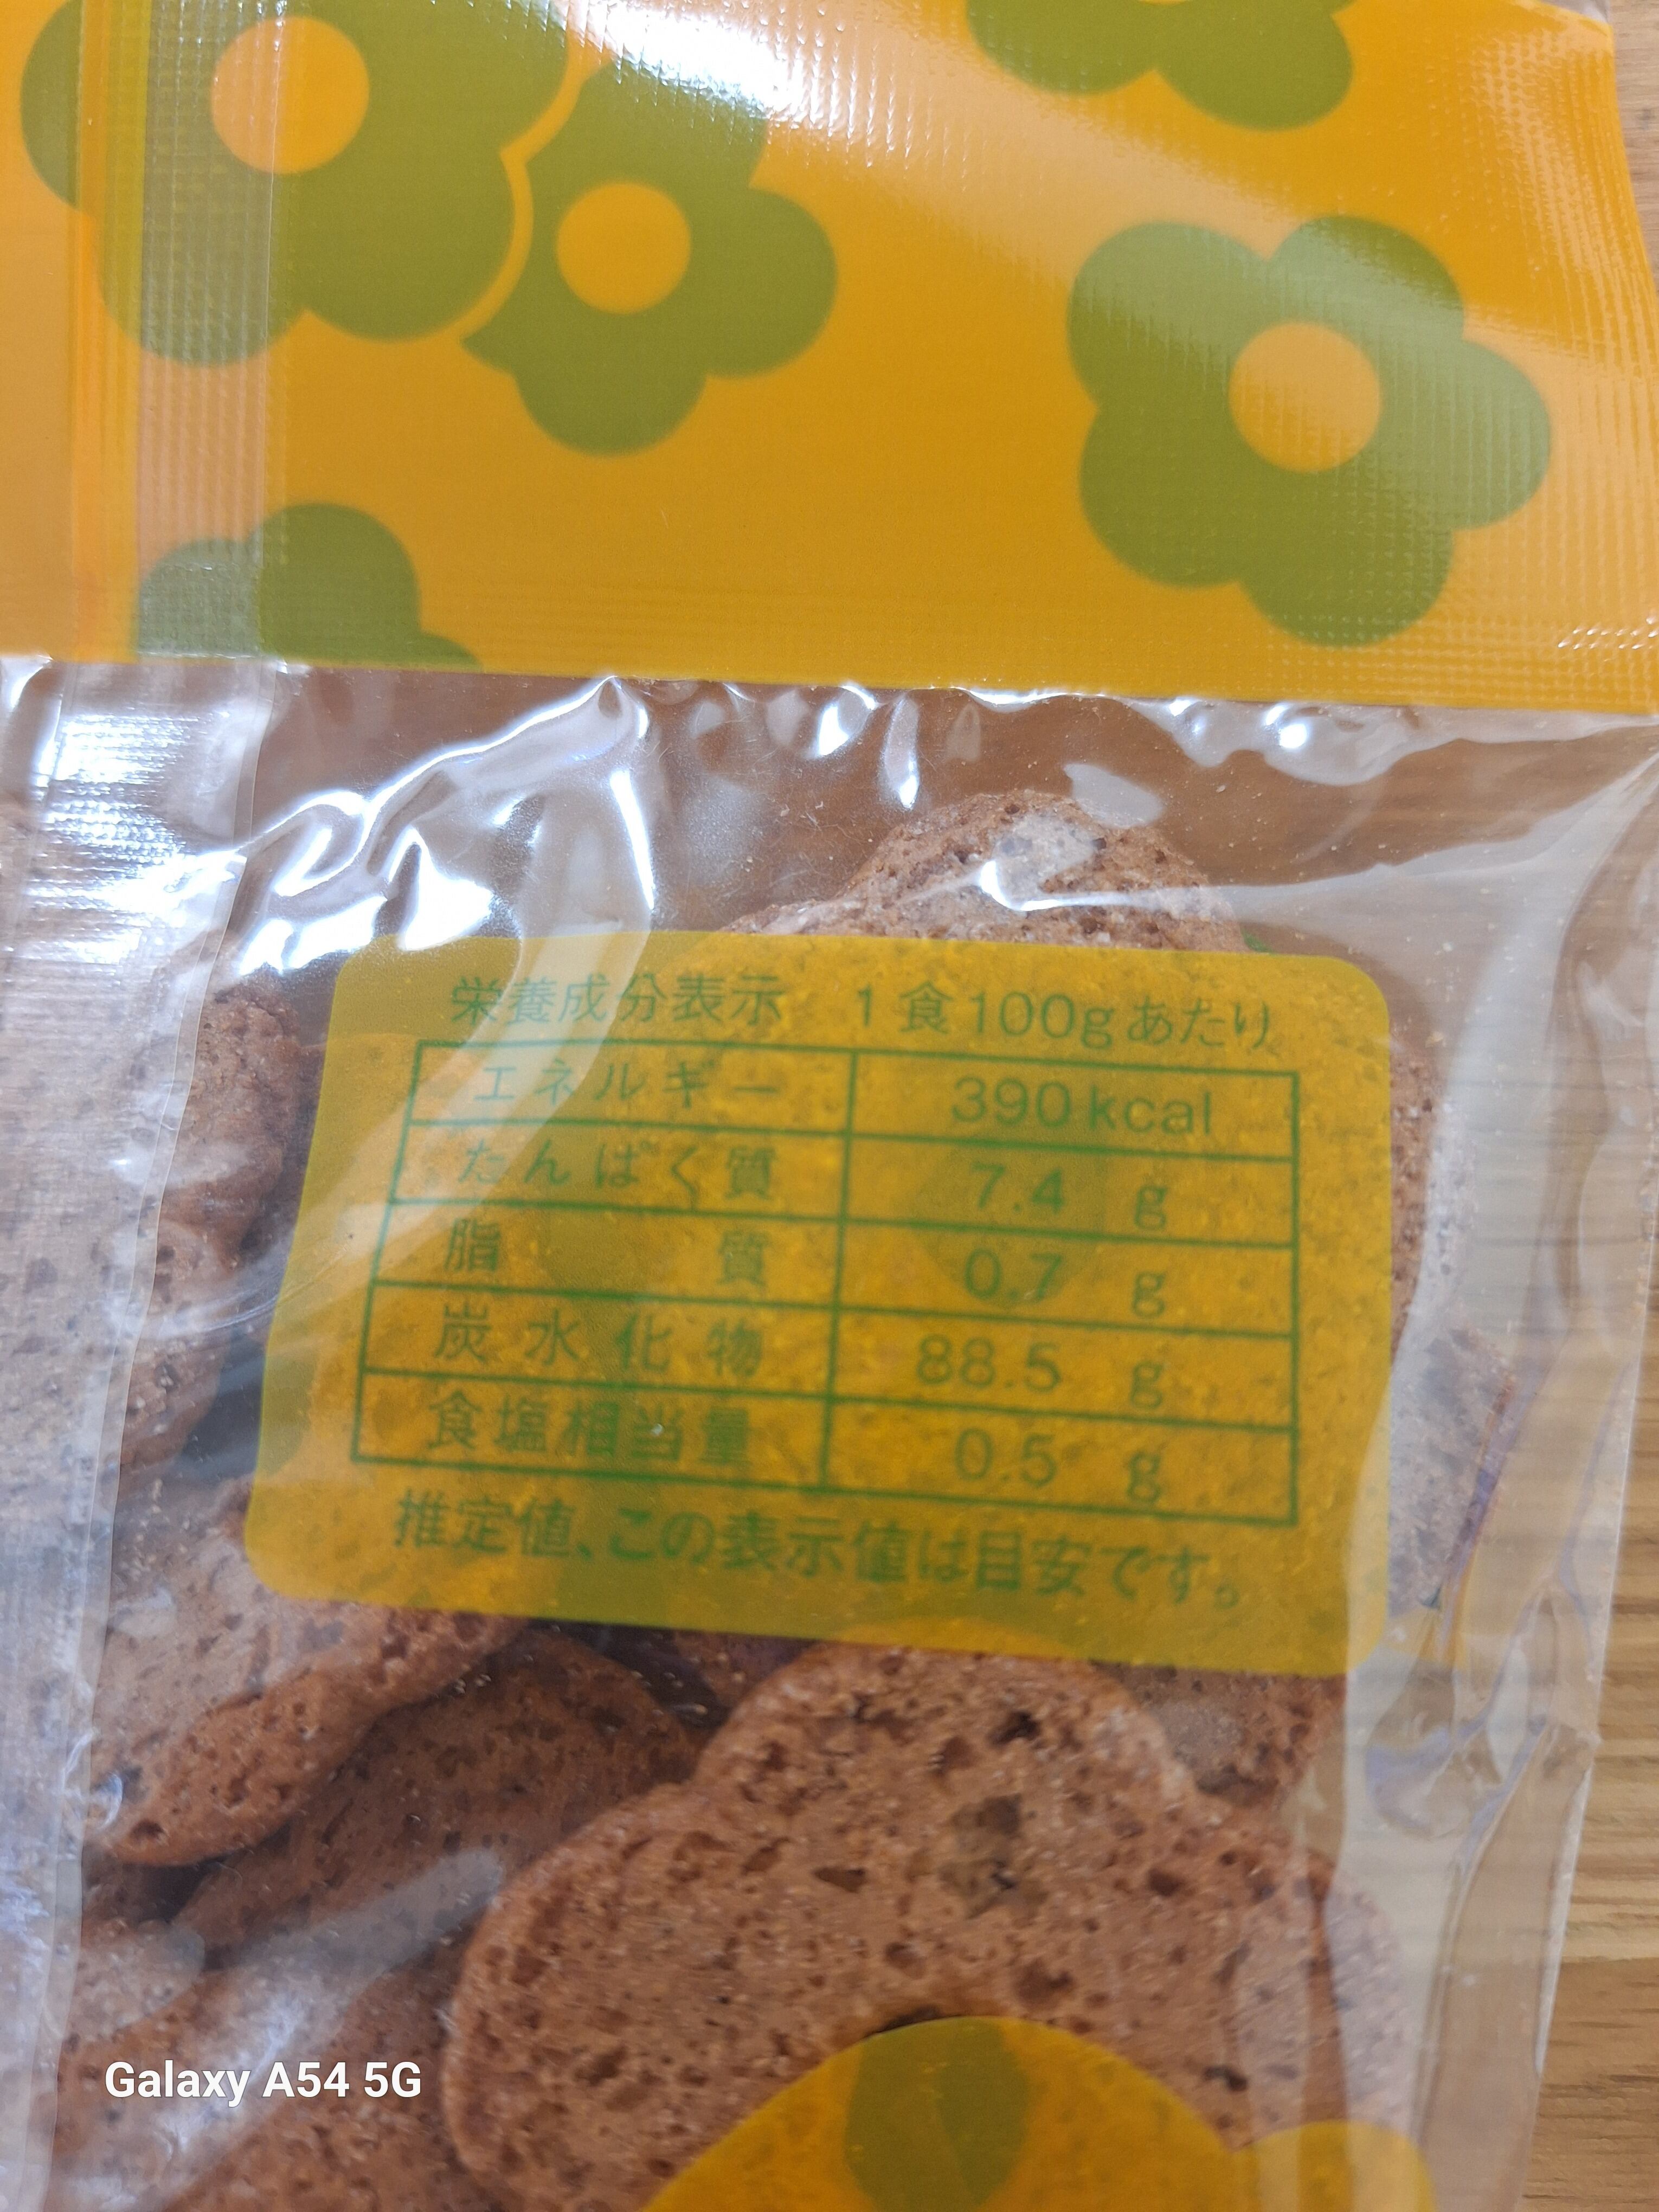 栄養成分表示 1食100gあたり
エネルギー 390kcal
たんぱく質 7.4 g
脂質 0.7 g
炭水化物 88.5 g
食塩相当量 0.5 g
推定値、この表示値は目安です。
Galaxy A54 5G